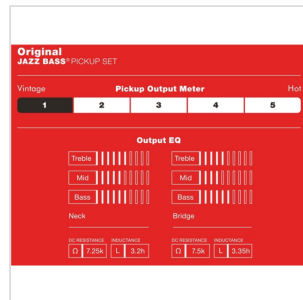 Original
JAZZ BASS® PICKUP SET
Vintage Pickup Output Meter Hot
1 2 3 4 5
Output EQ
Treble Treble
Mid Mid
Bass Bass
Neck Bridge
DC RESISTANCE INDUCTANCE DC RESISTANCE INDUCTANCE
Ω 7.25k L 3.2h Ω 7.5k L 3.35h